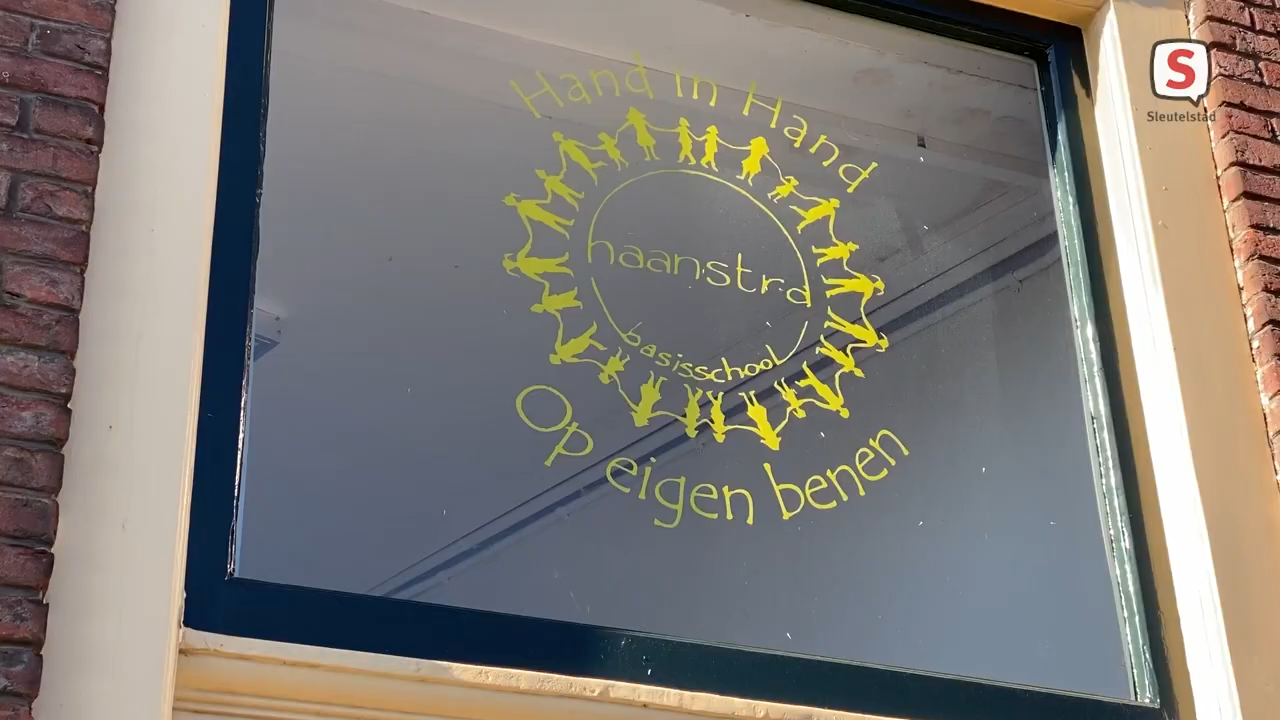 Hand in Hand
haanstra
basisschool
Op eigen benen
S
Sleutelstad